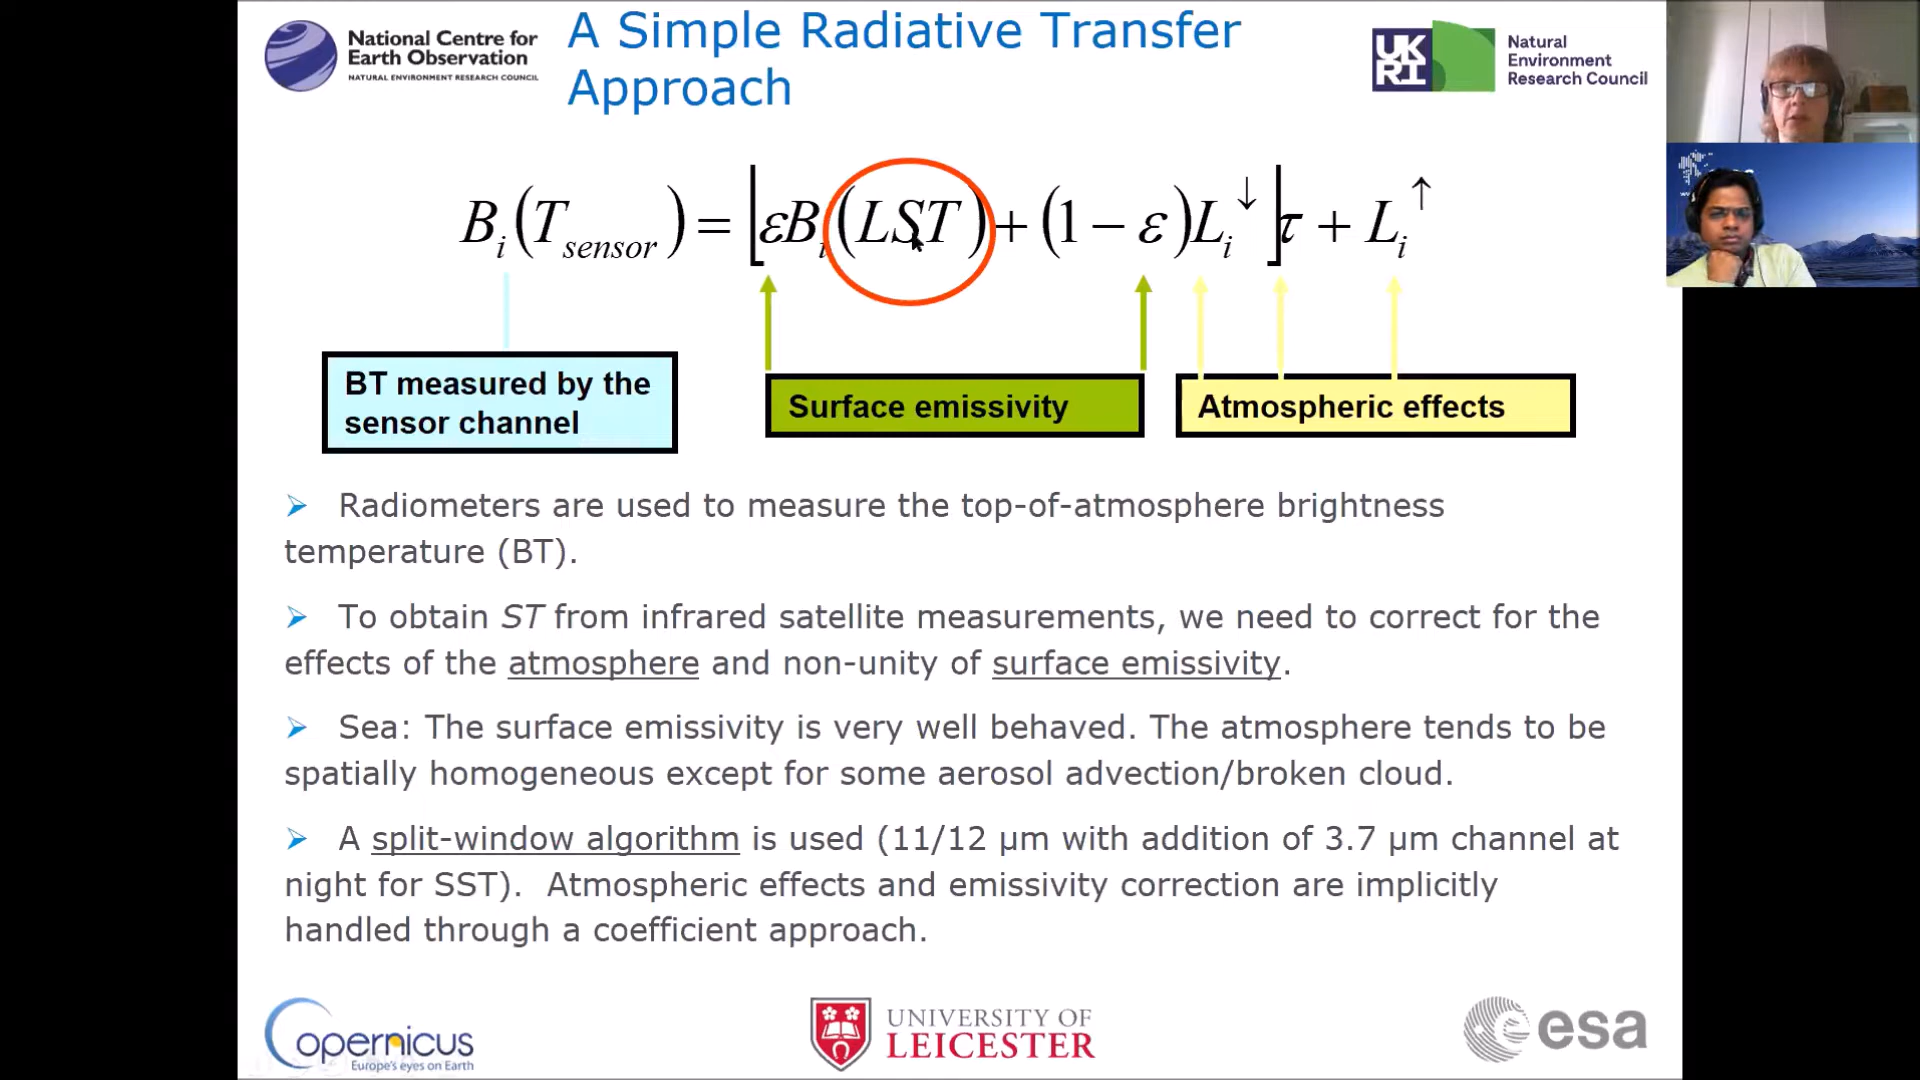 A Simple Radiative Transfer
Approach
National Centre for
Earth Observation
NATURAL ENVIRONMENT RESEARCH COUNCIL
UK
RI
Natural
Environment
Research Council
B_i(T_sensor) = [εB_i(LST) + (1 − ε)L_i↓]τ + L_i↑
BT measured by the
sensor channel
Surface emissivity
Atmospheric effects
➢ Radiometers are used to measure the top-of-atmosphere brightness
temperature (BT).
➢ To obtain ST from infrared satellite measurements, we need to correct for the
effects of the atmosphere and non-unity of surface emissivity.
➢ Sea: The surface emissivity is very well behaved. The atmosphere tends to be
spatially homogeneous except for some aerosol advection/broken cloud.
➢ A split-window algorithm is used (11/12 µm with addition of 3.7 µm channel at
night for SST). Atmospheric effects and emissivity correction are implicitly
handled through a coefficient approach.
Copernicus
Europe's eyes on Earth
UNIVERSITY OF
LEICESTER
esa